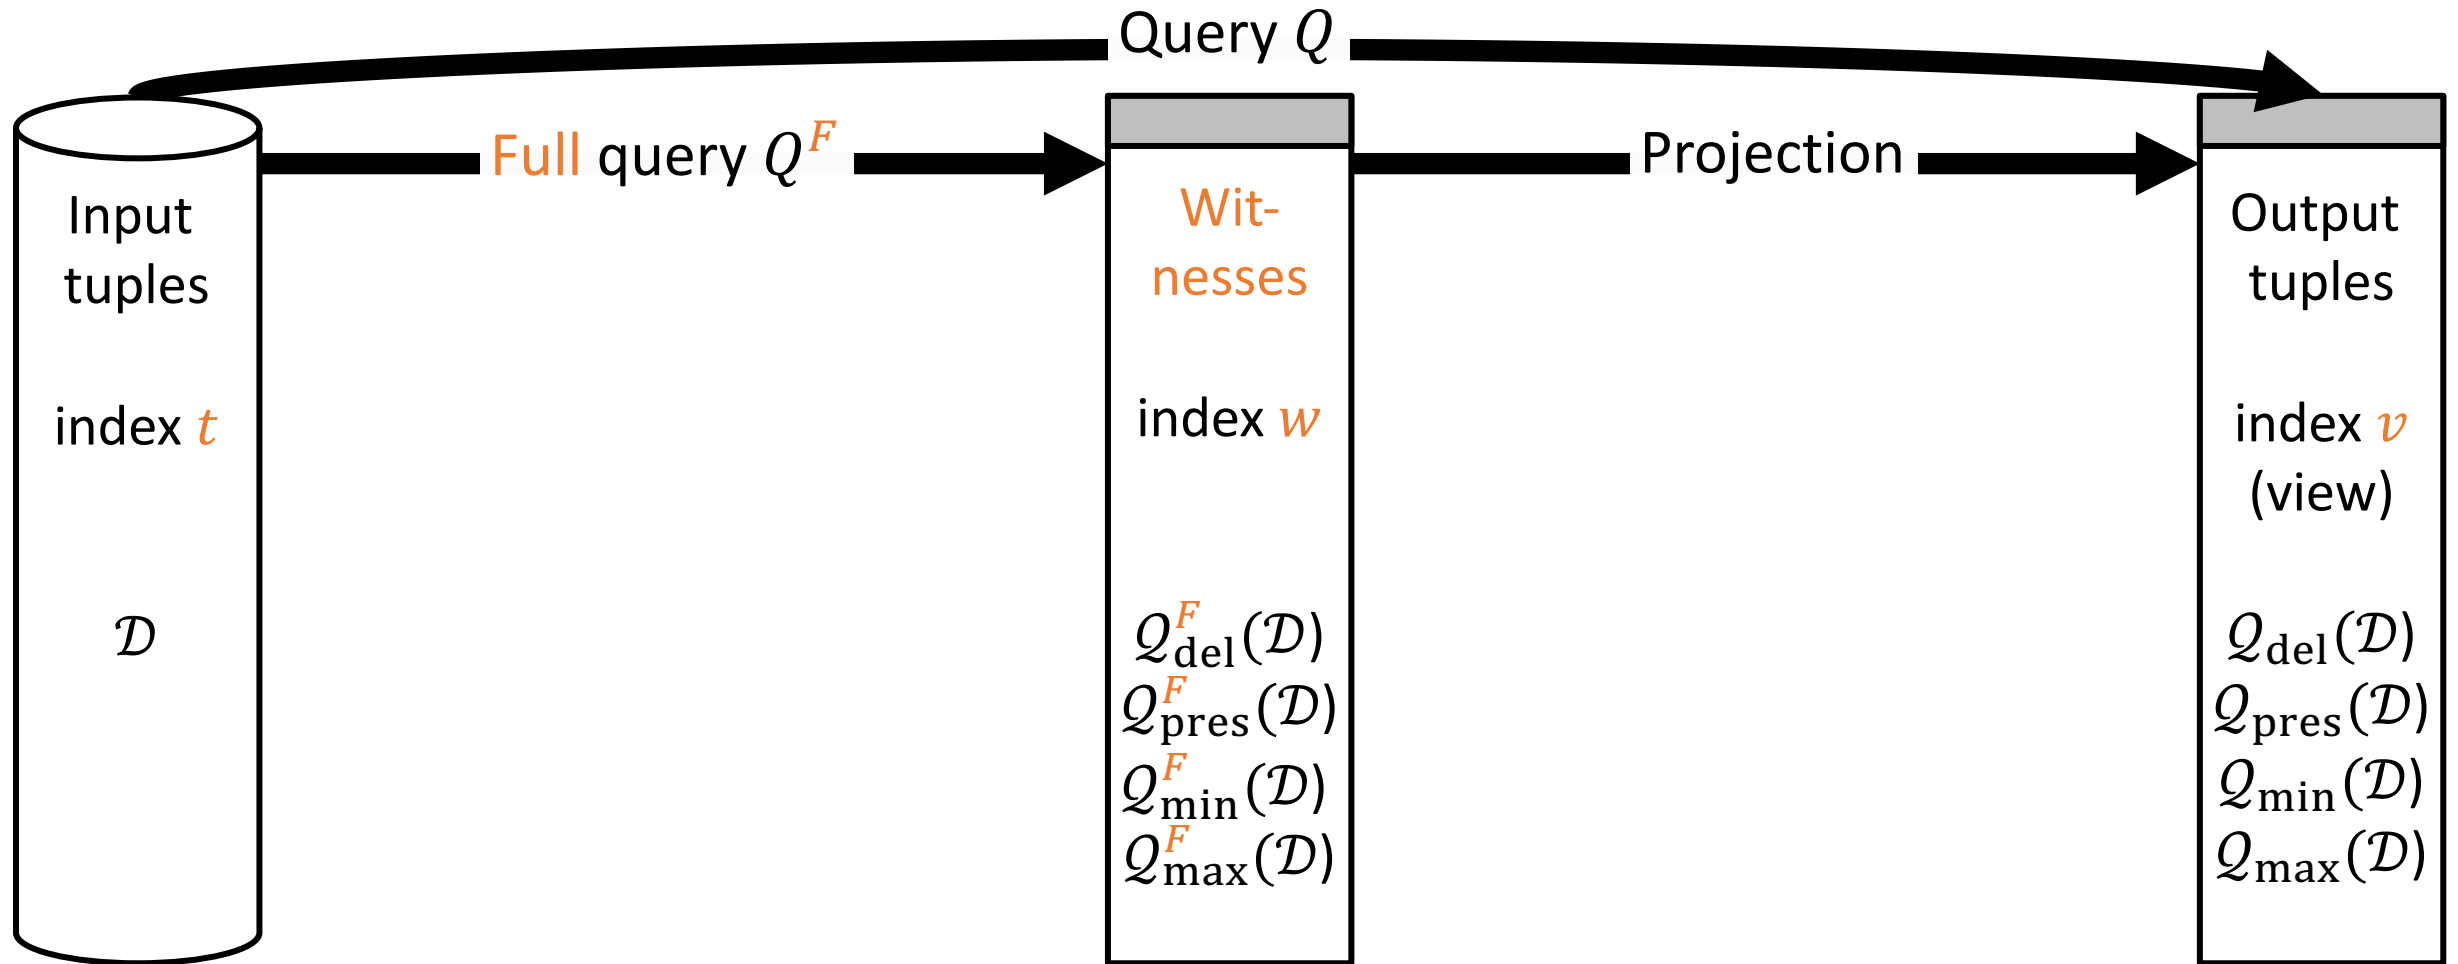 Query Q
Full query Q^F
Projection
Input
tuples
index t
𝒟
Wit-
nesses
index w
𝒬^F_del(𝒟)
𝒬^F_pres(𝒟)
𝒬^F_min(𝒟)
𝒬^F_max(𝒟)
Output
tuples
index v
(view)
𝒬_del(𝒟)
𝒬_pres(𝒟)
𝒬_min(𝒟)
𝒬_max(𝒟)